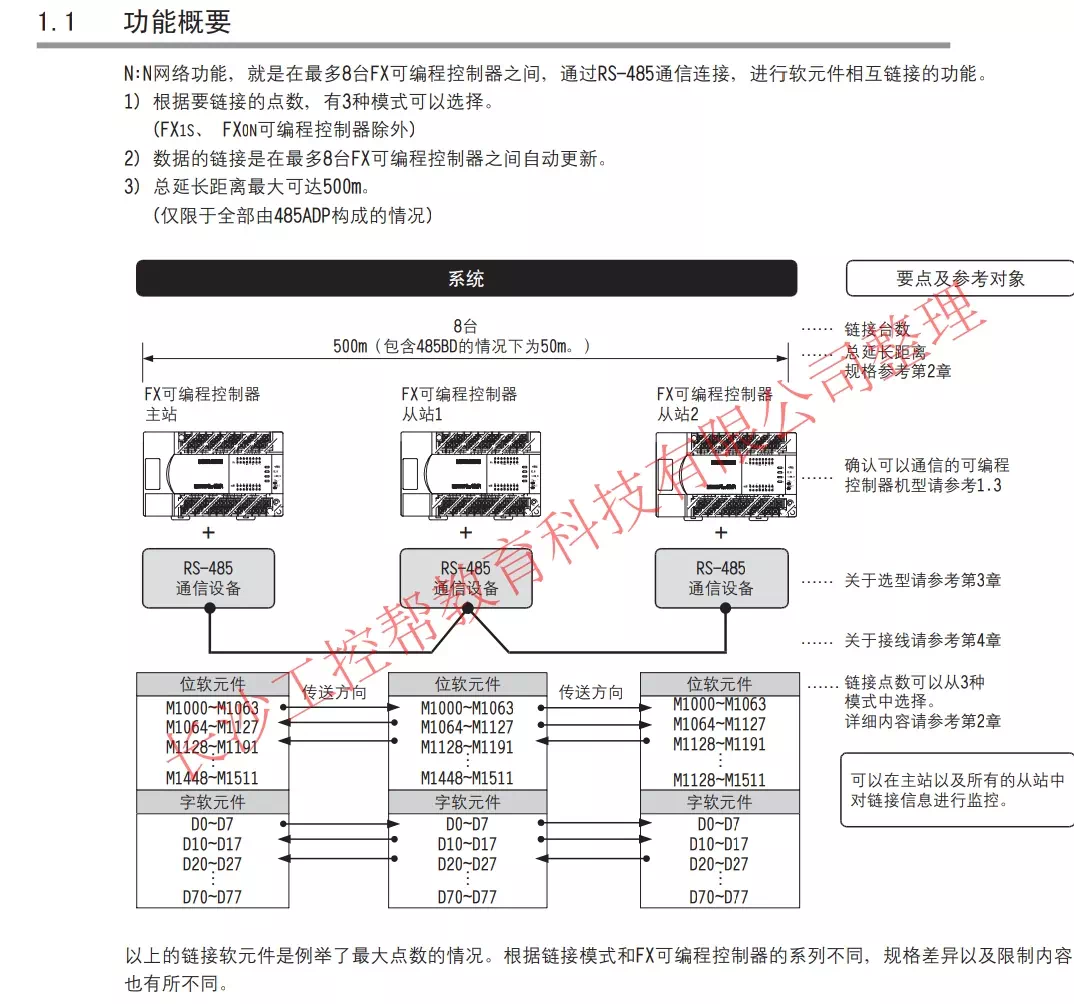 1.1 功能概要
N:N网络功能，就是在最多8台FX可编程控制器之间，通过RS-485通信连接，进行软元件相互链接的功能。
1) 根据要链接的点数，有3种模式可以选择。
(FX1S、 FX0N可编程控制器除外)
2) 数据的链接是在最多8台FX可编程控制器之间自动更新。
3) 总延长距离最大可达500m。
(仅限于全部由485ADP构成的情况)
系统
要点及参考对象
8台
500m（包含485BD的情况下为50m。）
…… 链接台数
…… 总延长距离
规格参考第2章
FX可编程控制器
主站
FX可编程控制器
从站1
FX可编程控制器
从站2
…… 确认可以通信的可编程
控制器机型请参考1.3
+
+
+
RS-485
通信设备
RS-485
通信设备
RS-485
通信设备
…… 关于选型请参考第3章
…… 关于接线请参考第4章
位软元件
M1000~M1063
M1064~M1127
M1128~M1191
⋮
M1448~M1511
字软元件
D0~D7
D10~D17
D20~D27
⋮
D70~D77
传送方向
位软元件
M1000~M1063
M1064~M1127
M1128~M1191
⋮
M1448~M1511
字软元件
D0~D7
D10~D17
D20~D27
⋮
D70~D77
传送方向
位软元件
M1000~M1063
M1064~M1127
M1128~M1191
⋮
M1128~M1511
字软元件
D0~D7
D10~D17
D20~D27
⋮
D70~D77
…… 链接点数可以从3种
模式中选择。
详细内容请参考第2章
可以在主站以及所有的从站中
对链接信息进行监控。
以上的链接软元件是例举了最大点数的情况。根据链接模式和FX可编程控制器的系列不同，规格差异以及限制内容
也有所不同。
长沙工控帮教育科技有限公司整理